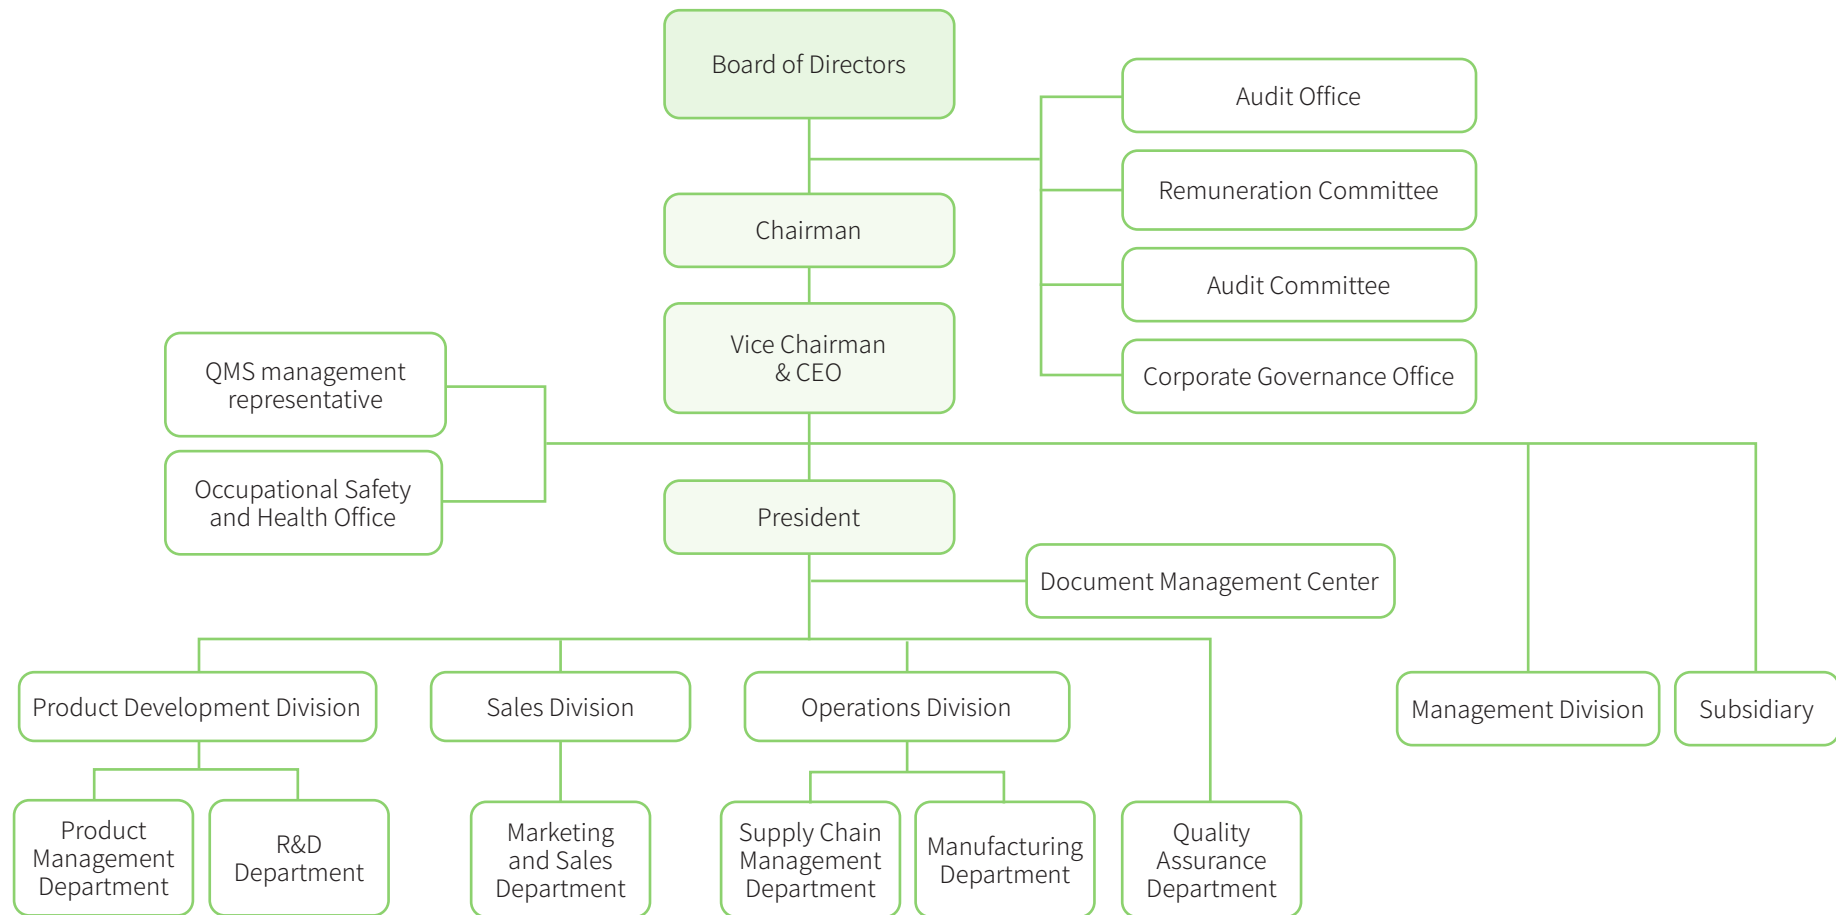 Board of Directors
Audit Office
Remuneration Committee
Chairman
Audit Committee
Vice Chairman
& CEO
Corporate Governance Office
QMS management
representative
Occupational Safety
and Health Office
President
Document Management Center
Product Development Division
Sales Division
Operations Division
Management Division
Subsidiary
Product
Management
Department
R&D
Department
Marketing
and Sales
Department
Supply Chain
Management
Department
Manufacturing
Department
Quality
Assurance
Department